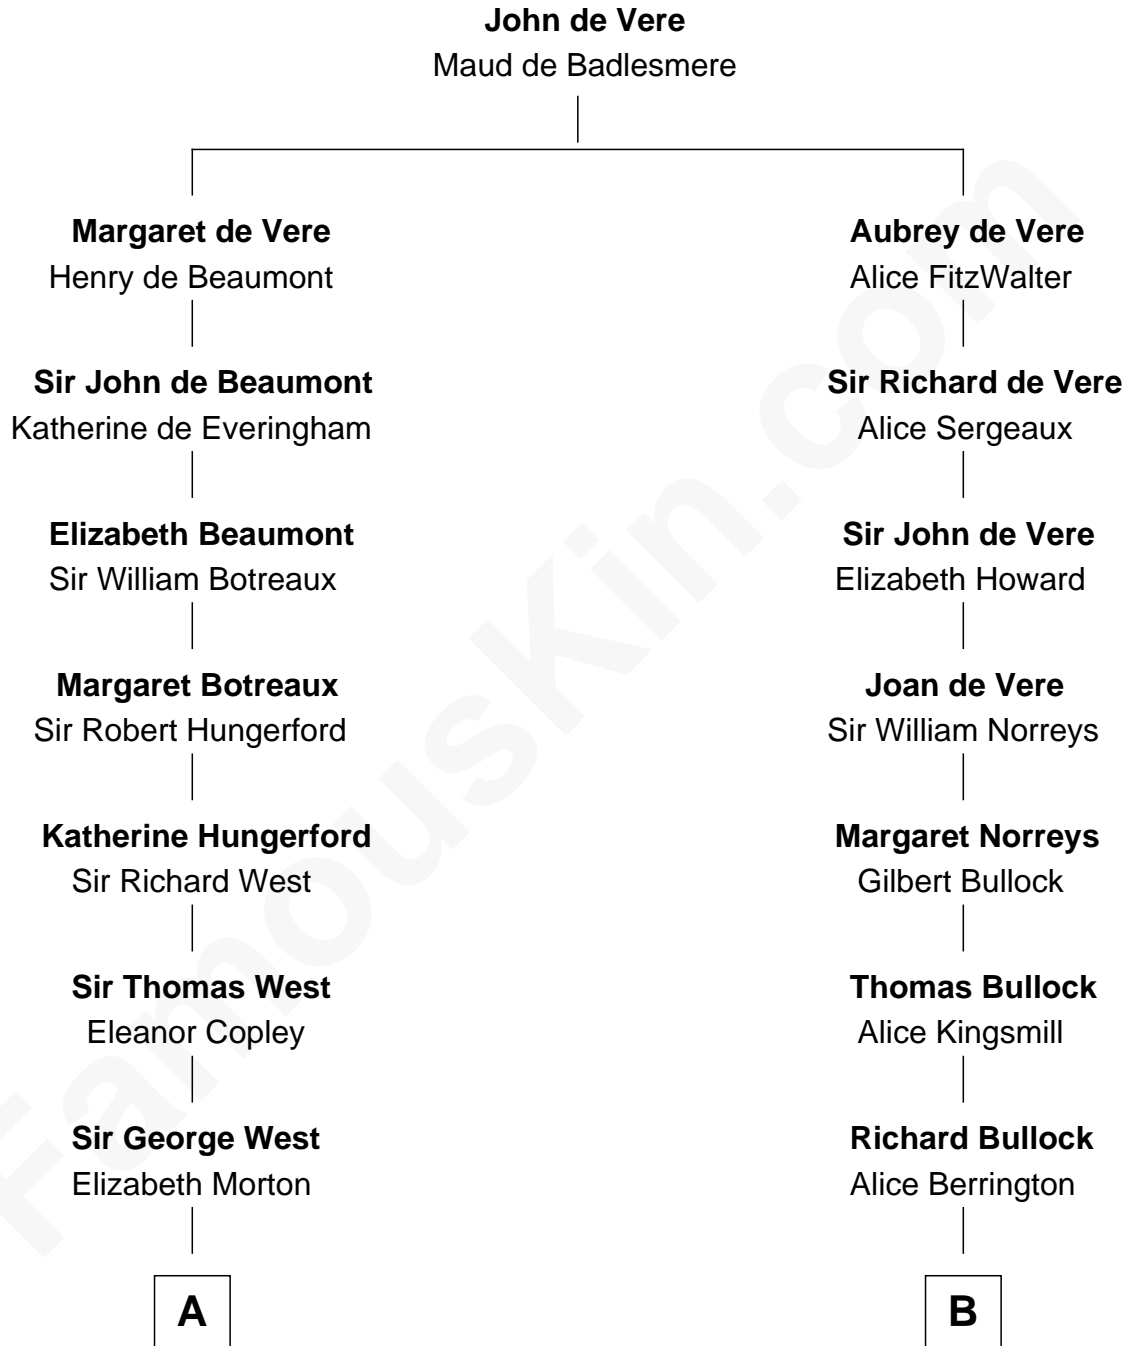 John de Vere
Maud de Badlesmere
Margaret de Vere
Henry de Beaumont
Sir John de Beaumont
Katherine de Everingham
Elizabeth Beaumont
Sir William Botreaux
Margaret Botreaux
Sir Robert Hungerford
Katherine Hungerford
Sir Richard West
Sir Thomas West
Eleanor Copley
Sir George West
Elizabeth Morton
A
Aubrey de Vere
Alice FitzWalter
Sir Richard de Vere
Alice Sergeaux
Sir John de Vere
Elizabeth Howard
Joan de Vere
Sir William Norreys
Margaret Norreys
Gilbert Bullock
Thomas Bullock
Alice Kingsmill
Richard Bullock
Alice Berrington
B
FamousKin.com